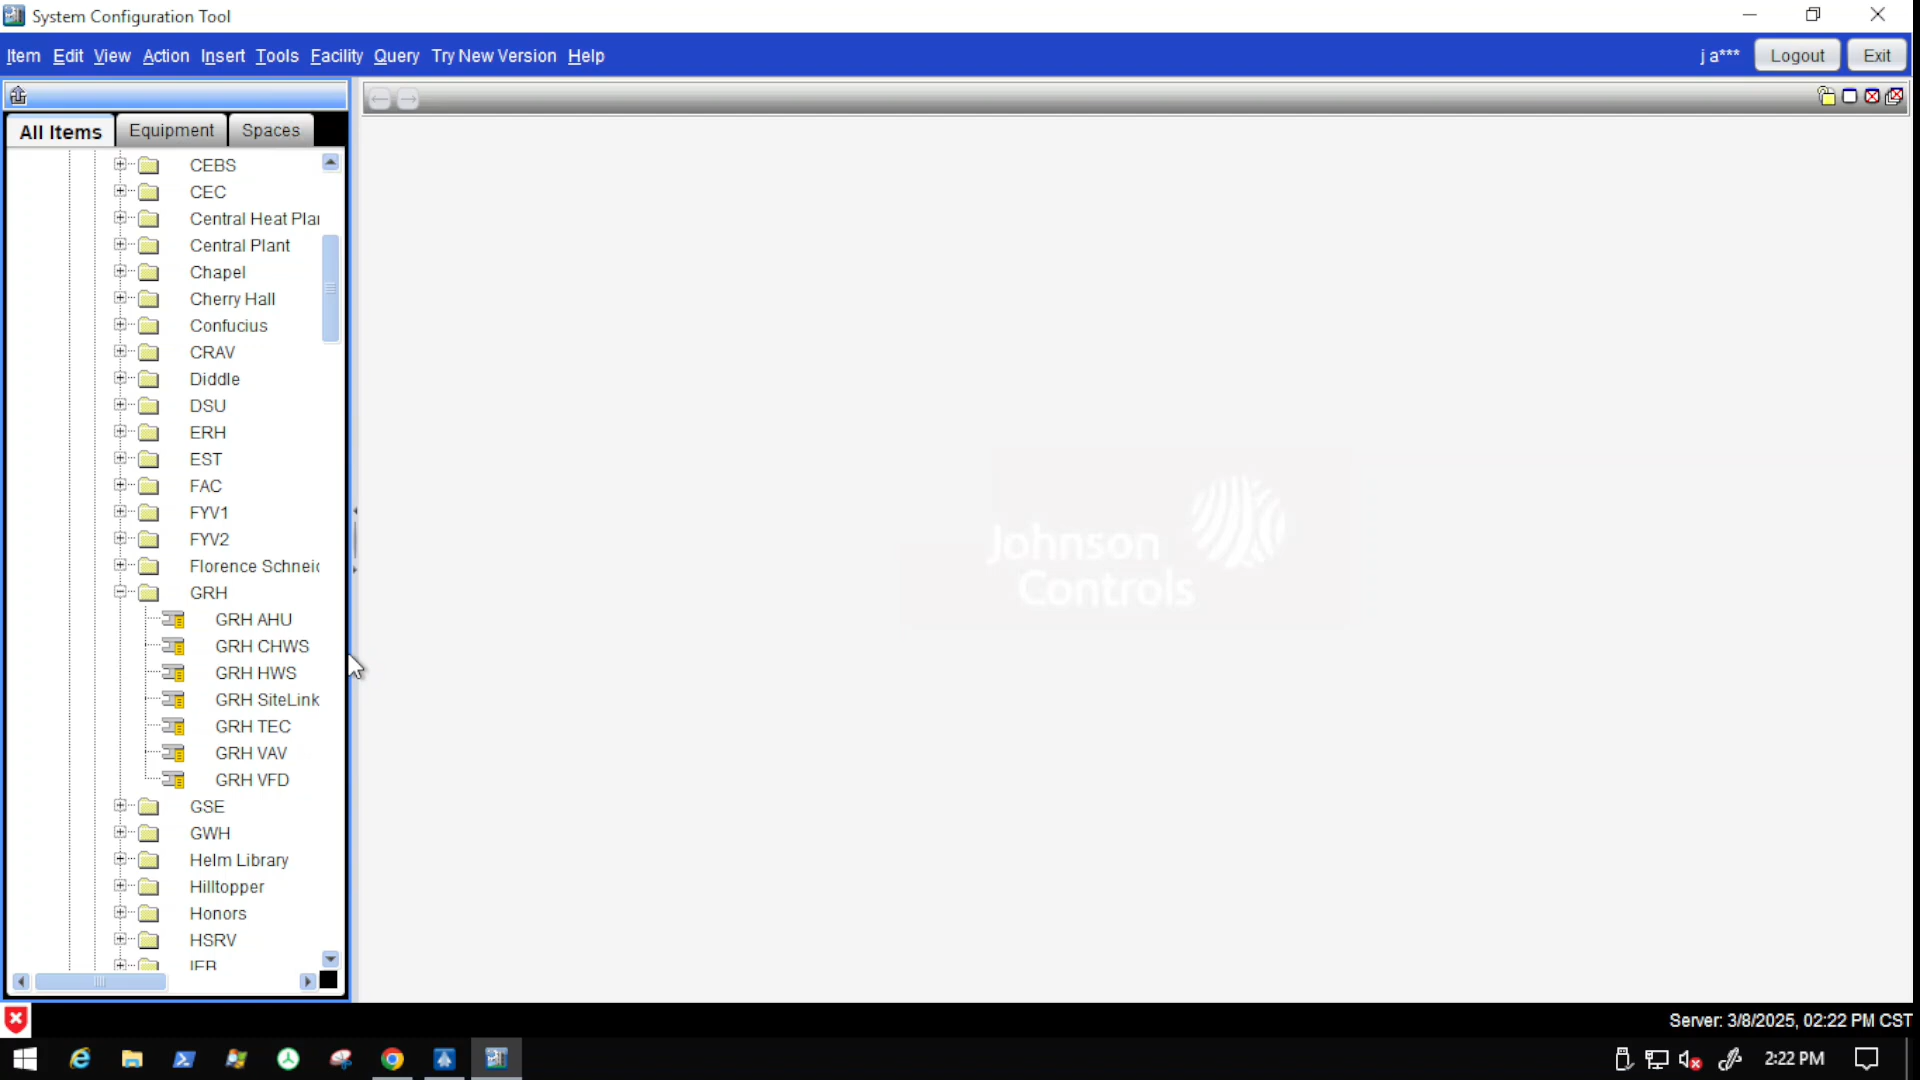 System Configuration Tool
Item Edit View Action Insert Tools Facility Query Try New Version Help
j a*** Logout Exit
All Items Equipment Spaces
CEBS
CEC
Central Heat Pla
Central Plant
Chapel
Cherry Hall
Confucius
CRAV
Diddle
DSU
ERH
EST
FAC
FYV1
FYV2
Florence Schneid
GRH
GRH AHU
GRH CHWS
GRH HWS
GRH SiteLink
GRH TEC
GRH VAV
GRH VFD
GSE
GWH
Helm Library
Hilltopper
Honors
HSRV
Johnson
Controls
Server: 3/8/2025, 02:22 PM CST
2:22 PM